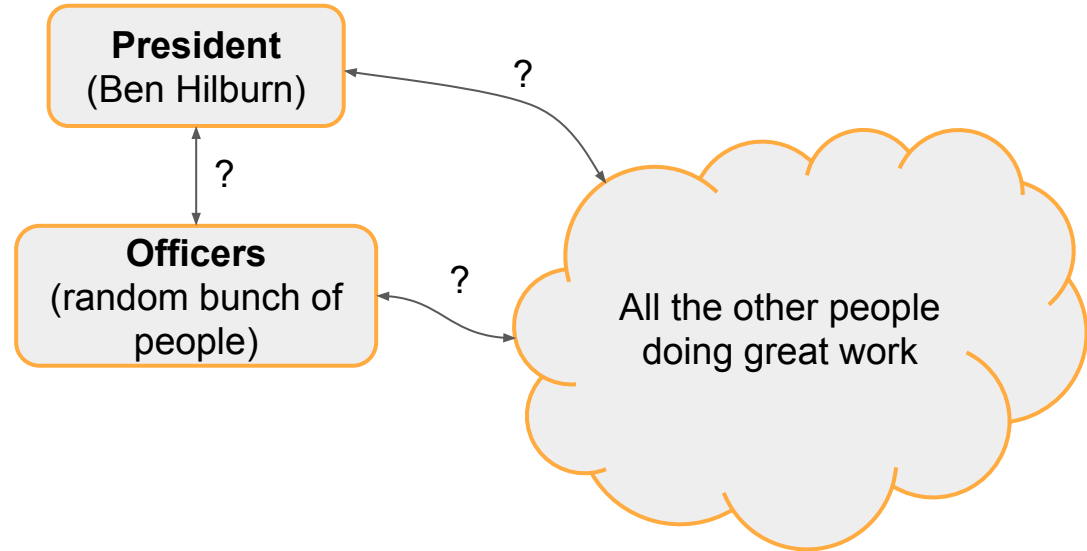 President
(Ben Hilburn)
?
?
Officers
(random bunch of
people)
?
All the other people
doing great work